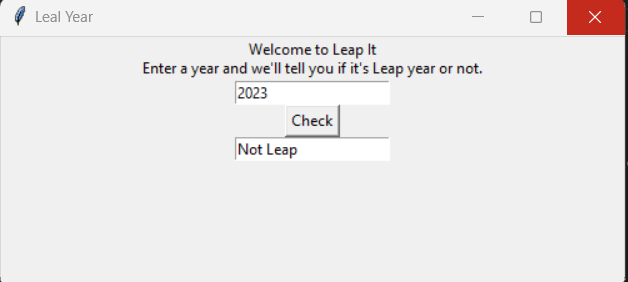 Leal Year
Welcome to Leap It
Enter a year and we'll tell you if it's Leap year or not.
2023
Check
Not Leap